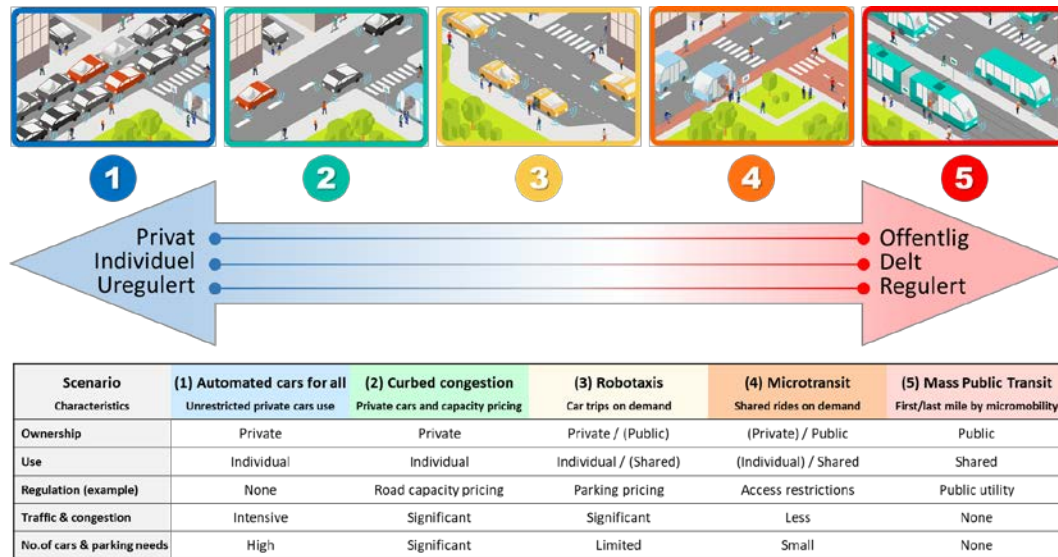 1
2
3
4
5
Privat
Individuel
Uregulert
Offentlig
Delt
Regulert
Scenario
Characteristics
(1) Automated cars for all
Unrestricted private cars use
(2) Curbed congestion
Private cars and capacity pricing
(3) Robotaxis
Car trips on demand
(4) Microtransit
Shared rides on demand
(5) Mass Public Transit
First/last mile by micromobility
Ownership Private Private Private / (Public) (Private) / Public Public
Use Individual Individual Individual / (Shared) (Individual) / Shared Shared
Regulation (example) None Road capacity pricing Parking pricing Access restrictions Public utility
Traffic & congestion Intensive Significant Significant Less None
No.of cars & parking needs High Significant Limited Small None